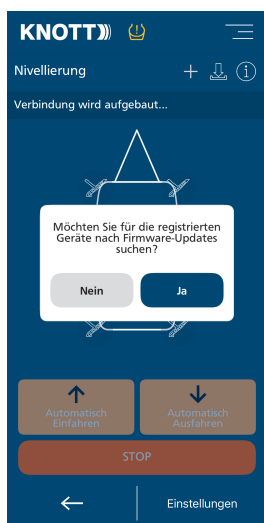 KNOTT
Nivellierung
Verbindung wird aufgebaut...
Möchten Sie für die registrierten
Geräte nach Firmware-Updates
suchen?
Nein
Ja
Automatisch
Einfahren
Automatisch
Ausfahren
STOP
Einstellungen